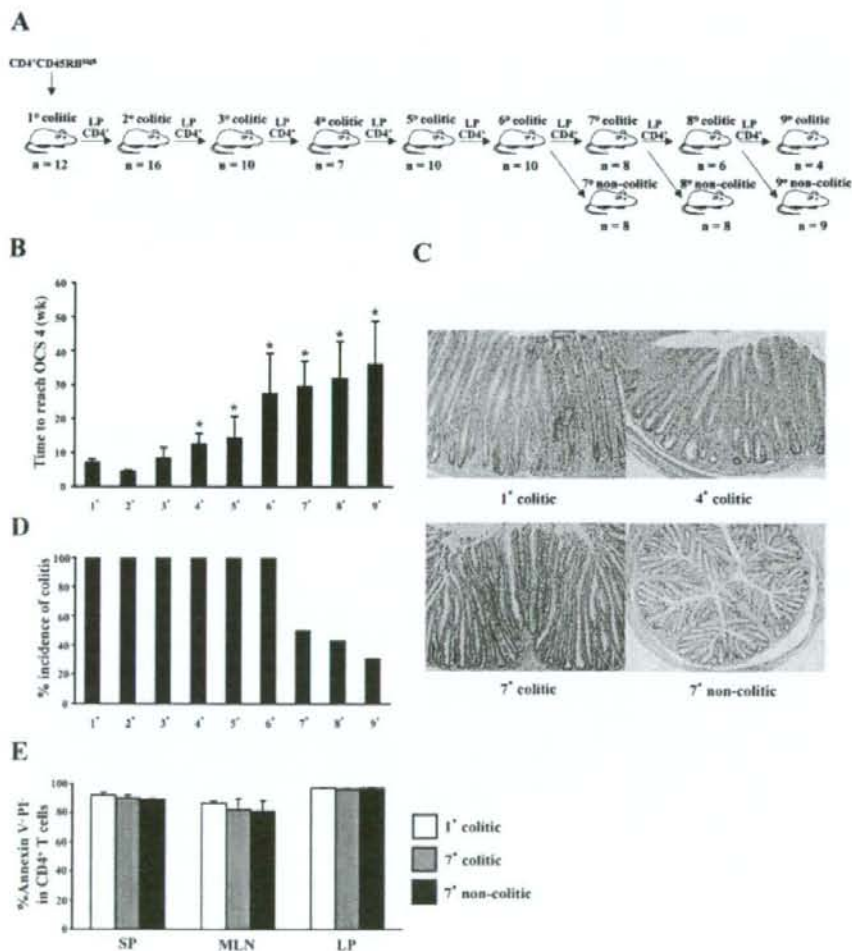 A
CD4⁺CD45RBhigh
1° colitic LP CD4⁺ 2° colitic LP CD4⁺ 3° colitic LP CD4⁺ 4° colitic LP CD4⁺ 5° colitic LP CD4⁺ 6° colitic LP CD4⁺ 7° colitic LP CD4⁺ 8° colitic LP CD4⁺ 9° colitic
n = 12 n = 16 n = 10 n = 7 n = 10 n = 10 n = 8 n = 6 n = 4
7° non-colitic 8° non-colitic 9° non-colitic
n = 8 n = 8 n = 9
B
Time to reach OCS 4 (wk)
60
40
30
20
10
0
* * * * * *
1° 2° 3° 4° 5° 6° 7° 8° 9°
C
1° colitic 4° colitic
7° colitic 7° non-colitic
D
% incidence of colitis
100
80
60
40
20
0
1° 2° 3° 4° 5° 6° 7° 8° 9°
E
%Annexin V⁻ PI⁻
in CD4⁺ T cells
100
80
60
0
SP MLN LP
1° colitic
7° colitic
7° non-colitic